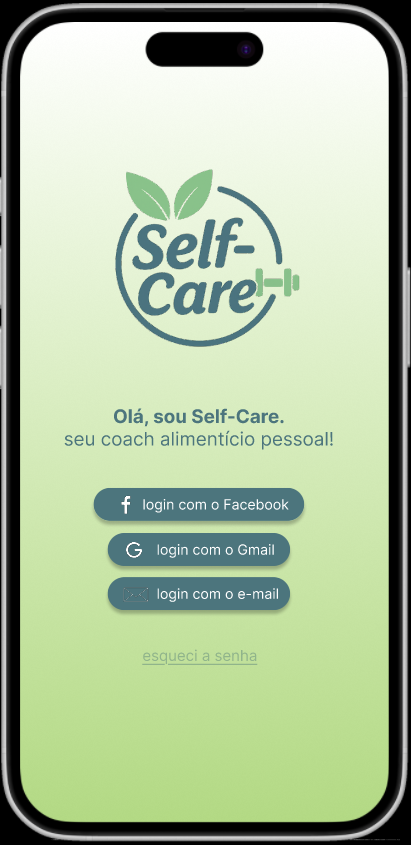 Self-
Care
Olá, sou Self-Care.
seu coach alimentício pessoal!
login com o Facebook
login com o Gmail
login com o e-mail
esqueci a senha